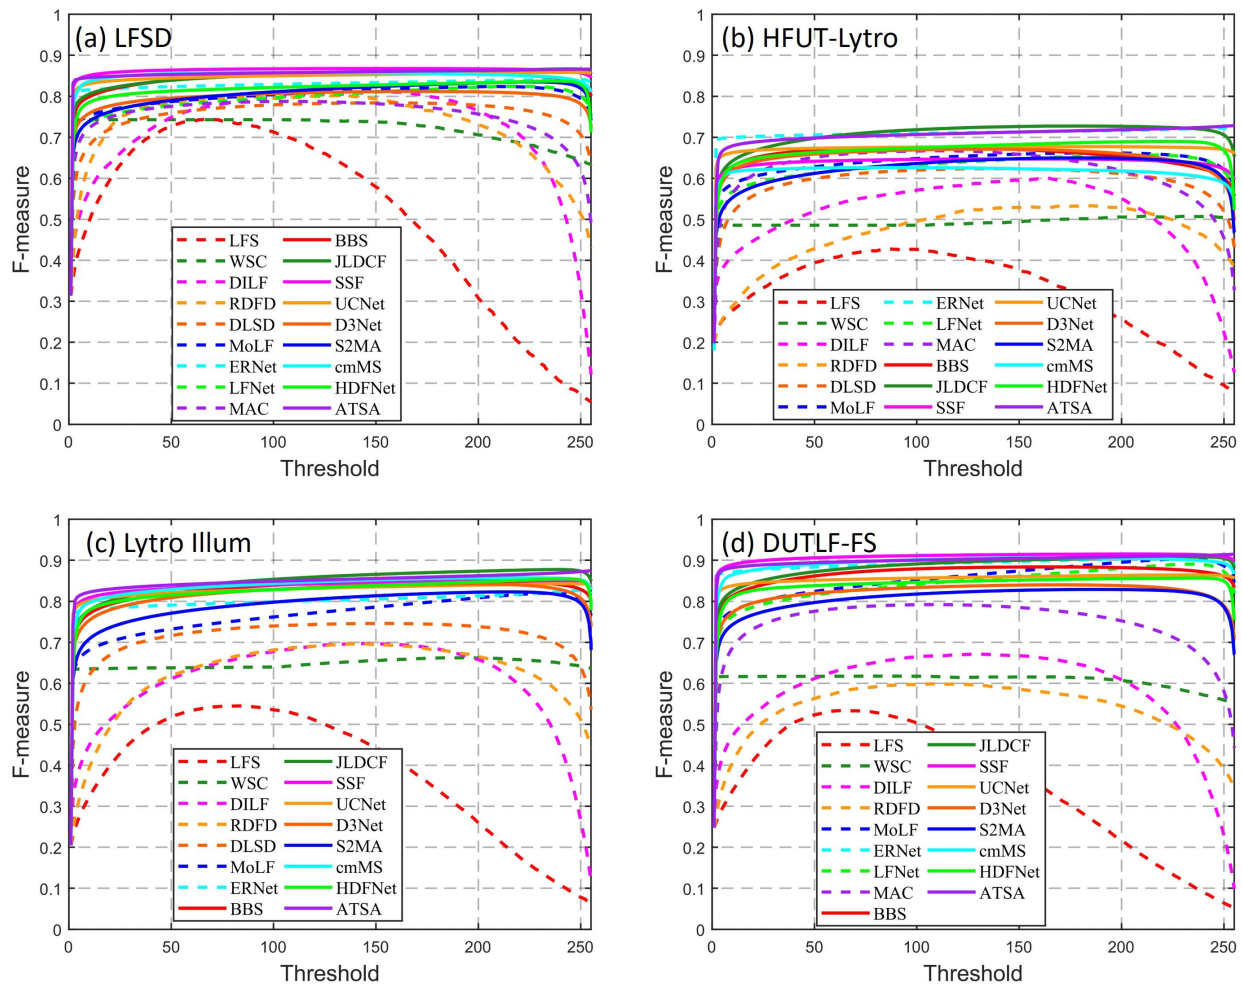 (a) LFSD
F-measure
1
0.9
0.8
0.7
0.6
0.5
0.4
0.3
0.2
0.1
0
LFS BBS
WSC JLDCF
DILF SSF
RDFD UCNet
DLSD D3Net
MoLF S2MA
ERNet cmMS
LFNet HDFNet
MAC ATSA
0 50 100 150 200 250
Threshold
(b) HFUT-Lytro
F-measure
1
0.9
0.8
0.7
0.6
0.5
0.4
0.3
0.2
0.1
0
LFS ERNet UCNet
WSC LFNet D3Net
DILF MAC S2MA
RDFD BBS cmMS
DLSD JLDCF HDFNet
MoLF SSF ATSA
0 50 100 150 200 250
Threshold
(c) Lytro Illum
F-measure
1
0.9
0.8
0.7
0.6
0.5
0.4
0.3
0.2
0.1
0
LFS JLDCF
WSC SSF
DILF UCNet
RDFD D3Net
DLSD S2MA
MoLF cmMS
ERNet HDFNet
BBS ATSA
0 50 100 150 200 250
Threshold
(d) DUTLF-FS
F-measure
1
0.9
0.8
0.7
0.6
0.5
0.4
0.3
0.2
0.1
0
LFS JLDCF
WSC SSF
DILF UCNet
RDFD D3Net
MoLF S2MA
ERNet cmMS
LFNet HDFNet
MAC ATSA
BBS
0 50 100 150 200 250
Threshold